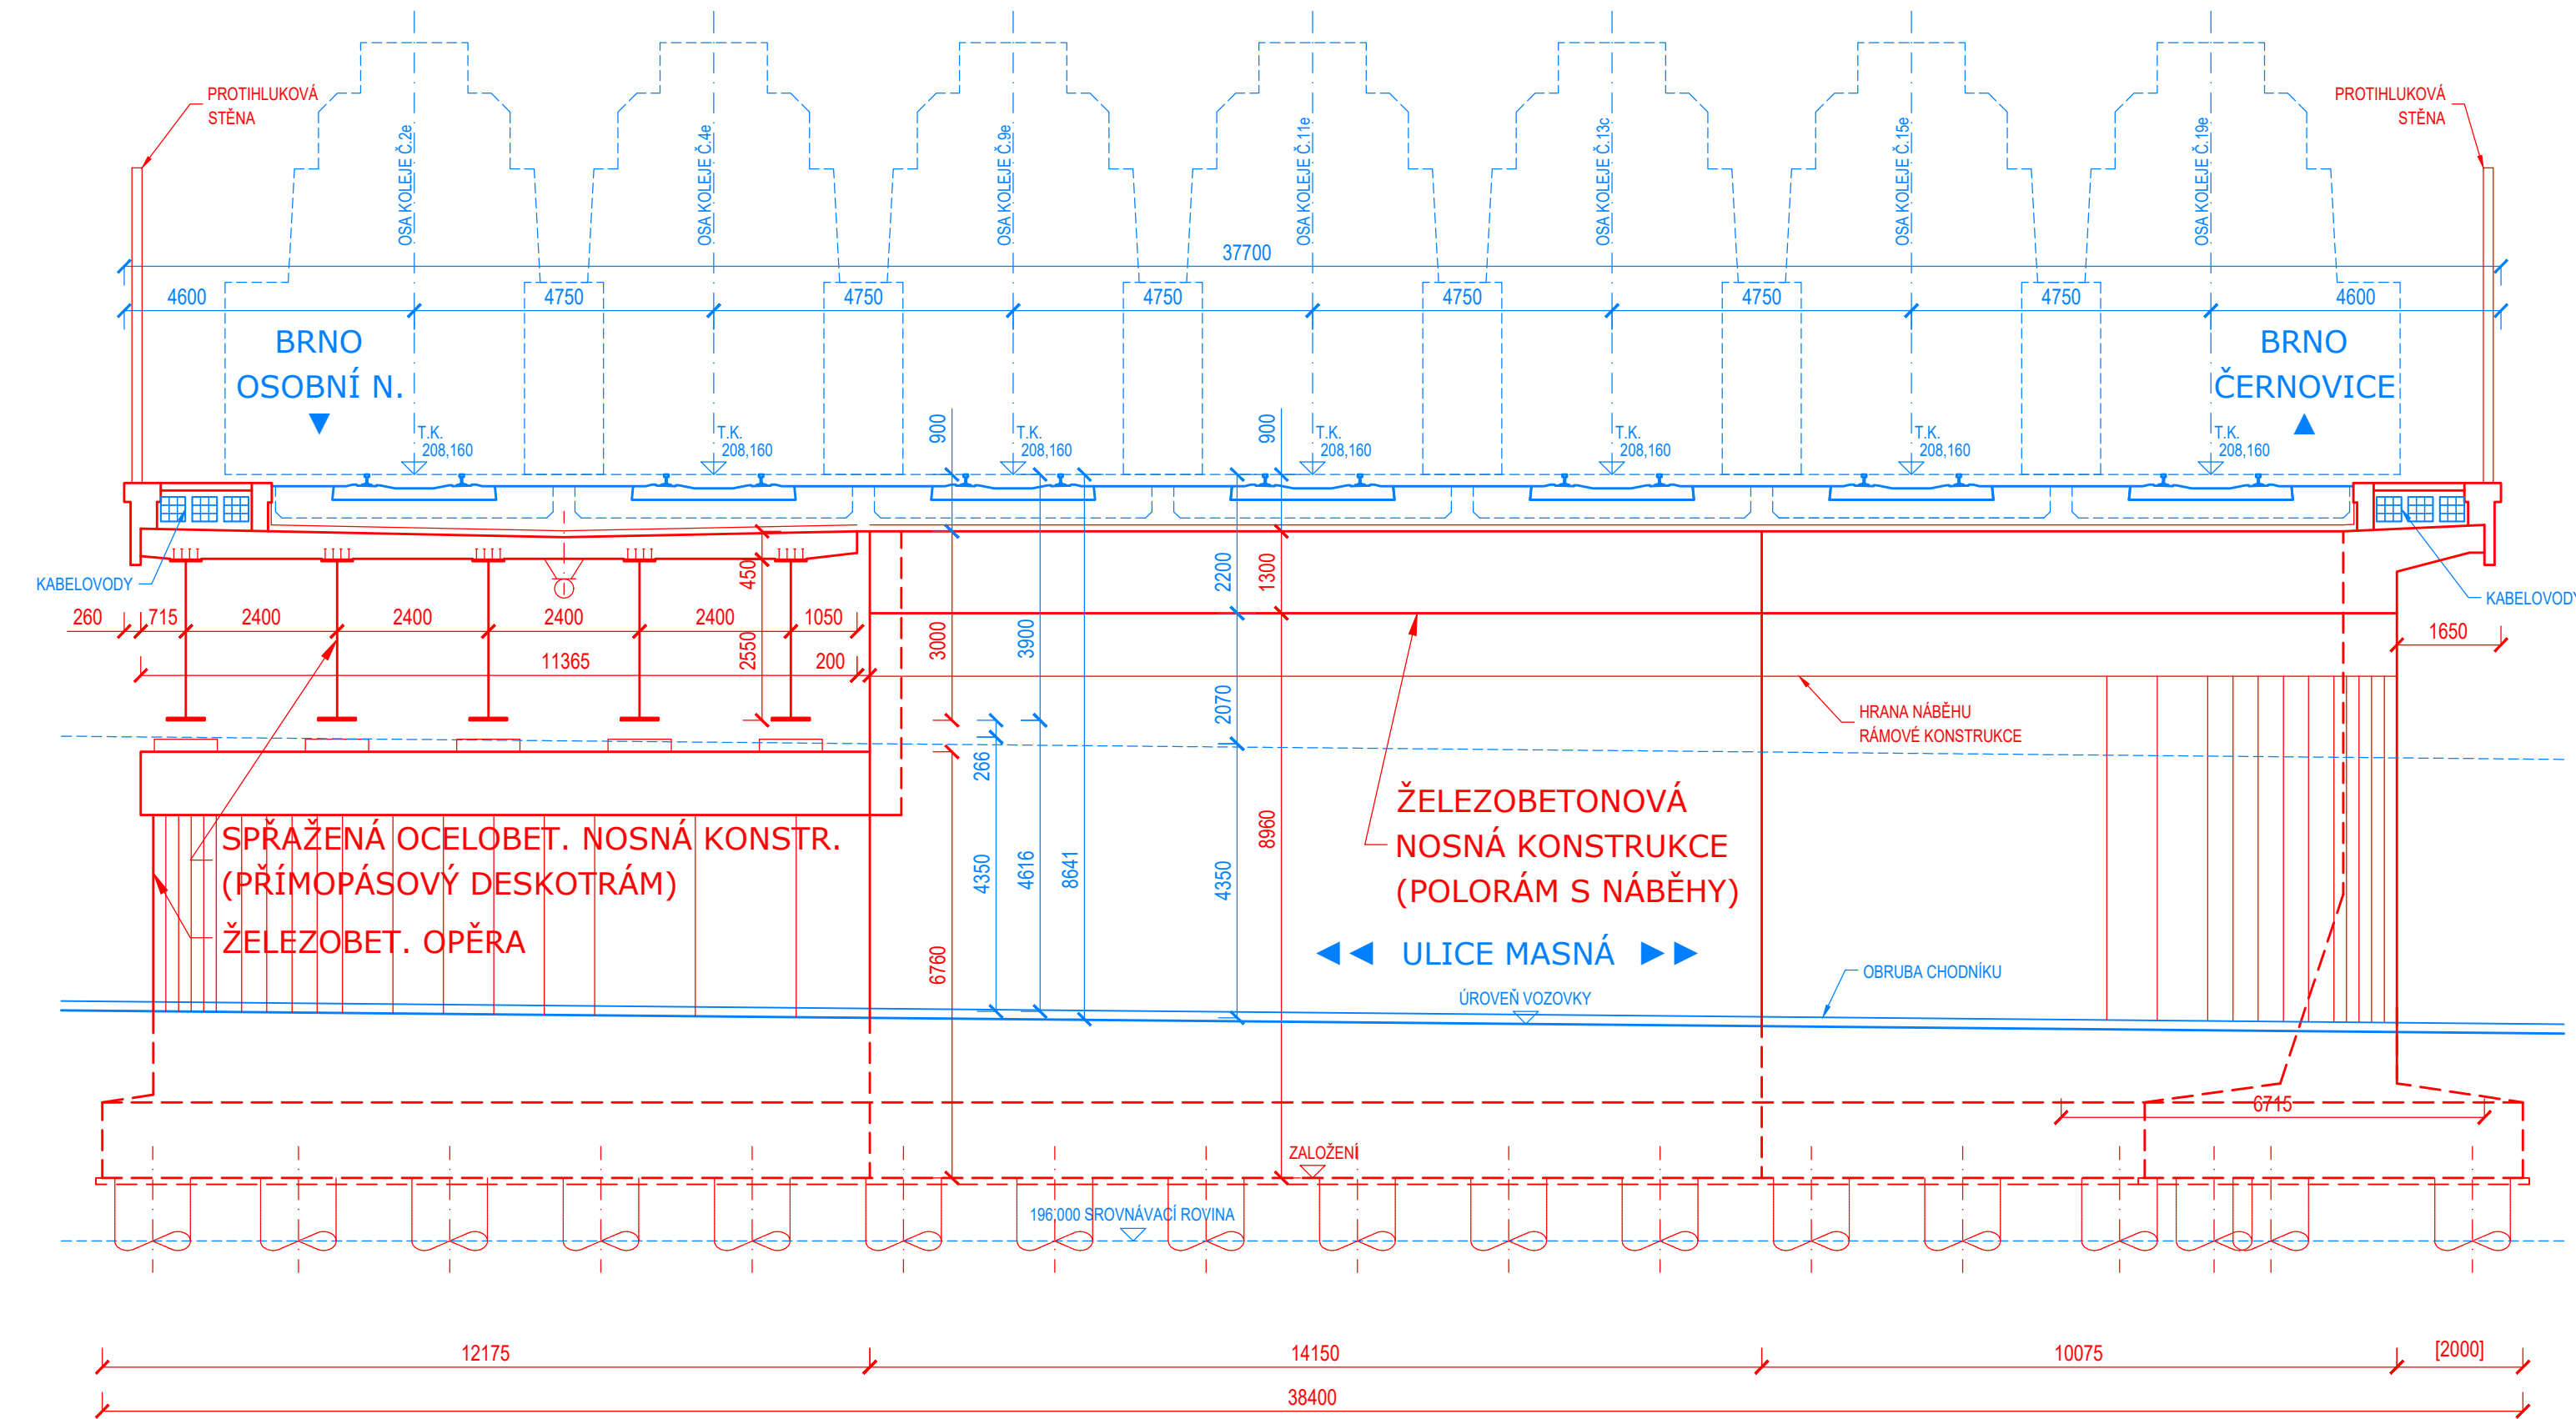 PROTIHLUKOVÁ
STĚNA
PROTIHLUKOVÁ
STĚNA
OSA KOLEJE Č.2e
OSA KOLEJE Č.4e
OSA KOLEJE Č.9e
OSA KOLEJE Č.11e
OSA KOLEJE Č.13c
OSA KOLEJE Č.15e
OSA KOLEJE Č.19e
37700
4600
4750
4750
4750
4750
4750
4750
4600
BRNO
OSOBNÍ N.
▼
BRNO
ČERNOVICE
▲
T.K.
208,160
T.K.
208,160
T.K.
208,160
T.K.
208,160
T.K.
208,160
T.K.
208,160
T.K.
208,160
900
900
KABELOVODY
KABELOVODY
450
2200
1300
260
715
2400
2400
2400
2400
1050
2550
3000
3900
1650
11365
200
2070
HRANA NÁBĚHU
RÁMOVÉ KONSTRUKCE
266
4350
4616
8641
4350
8960
6760
ŽELEZOBETONOVÁ
NOSNÁ KONSTRUKCE
(POLORÁM S NÁBĚHY)
SPŘAŽENÁ OCELOBET. NOSNÁ KONSTR.
(PŘÍMOPÁSOVÝ DESKOTRÁM)
ŽELEZOBET. OPĚRA
◄◄ ULICE MASNÁ ►►
OBRUBA CHODNÍKU
ÚROVEŇ VOZOVKY
6715
ZALOŽENÍ
196,000 SROVNÁVACÍ ROVINA
12175
14150
10075
[2000]
38400